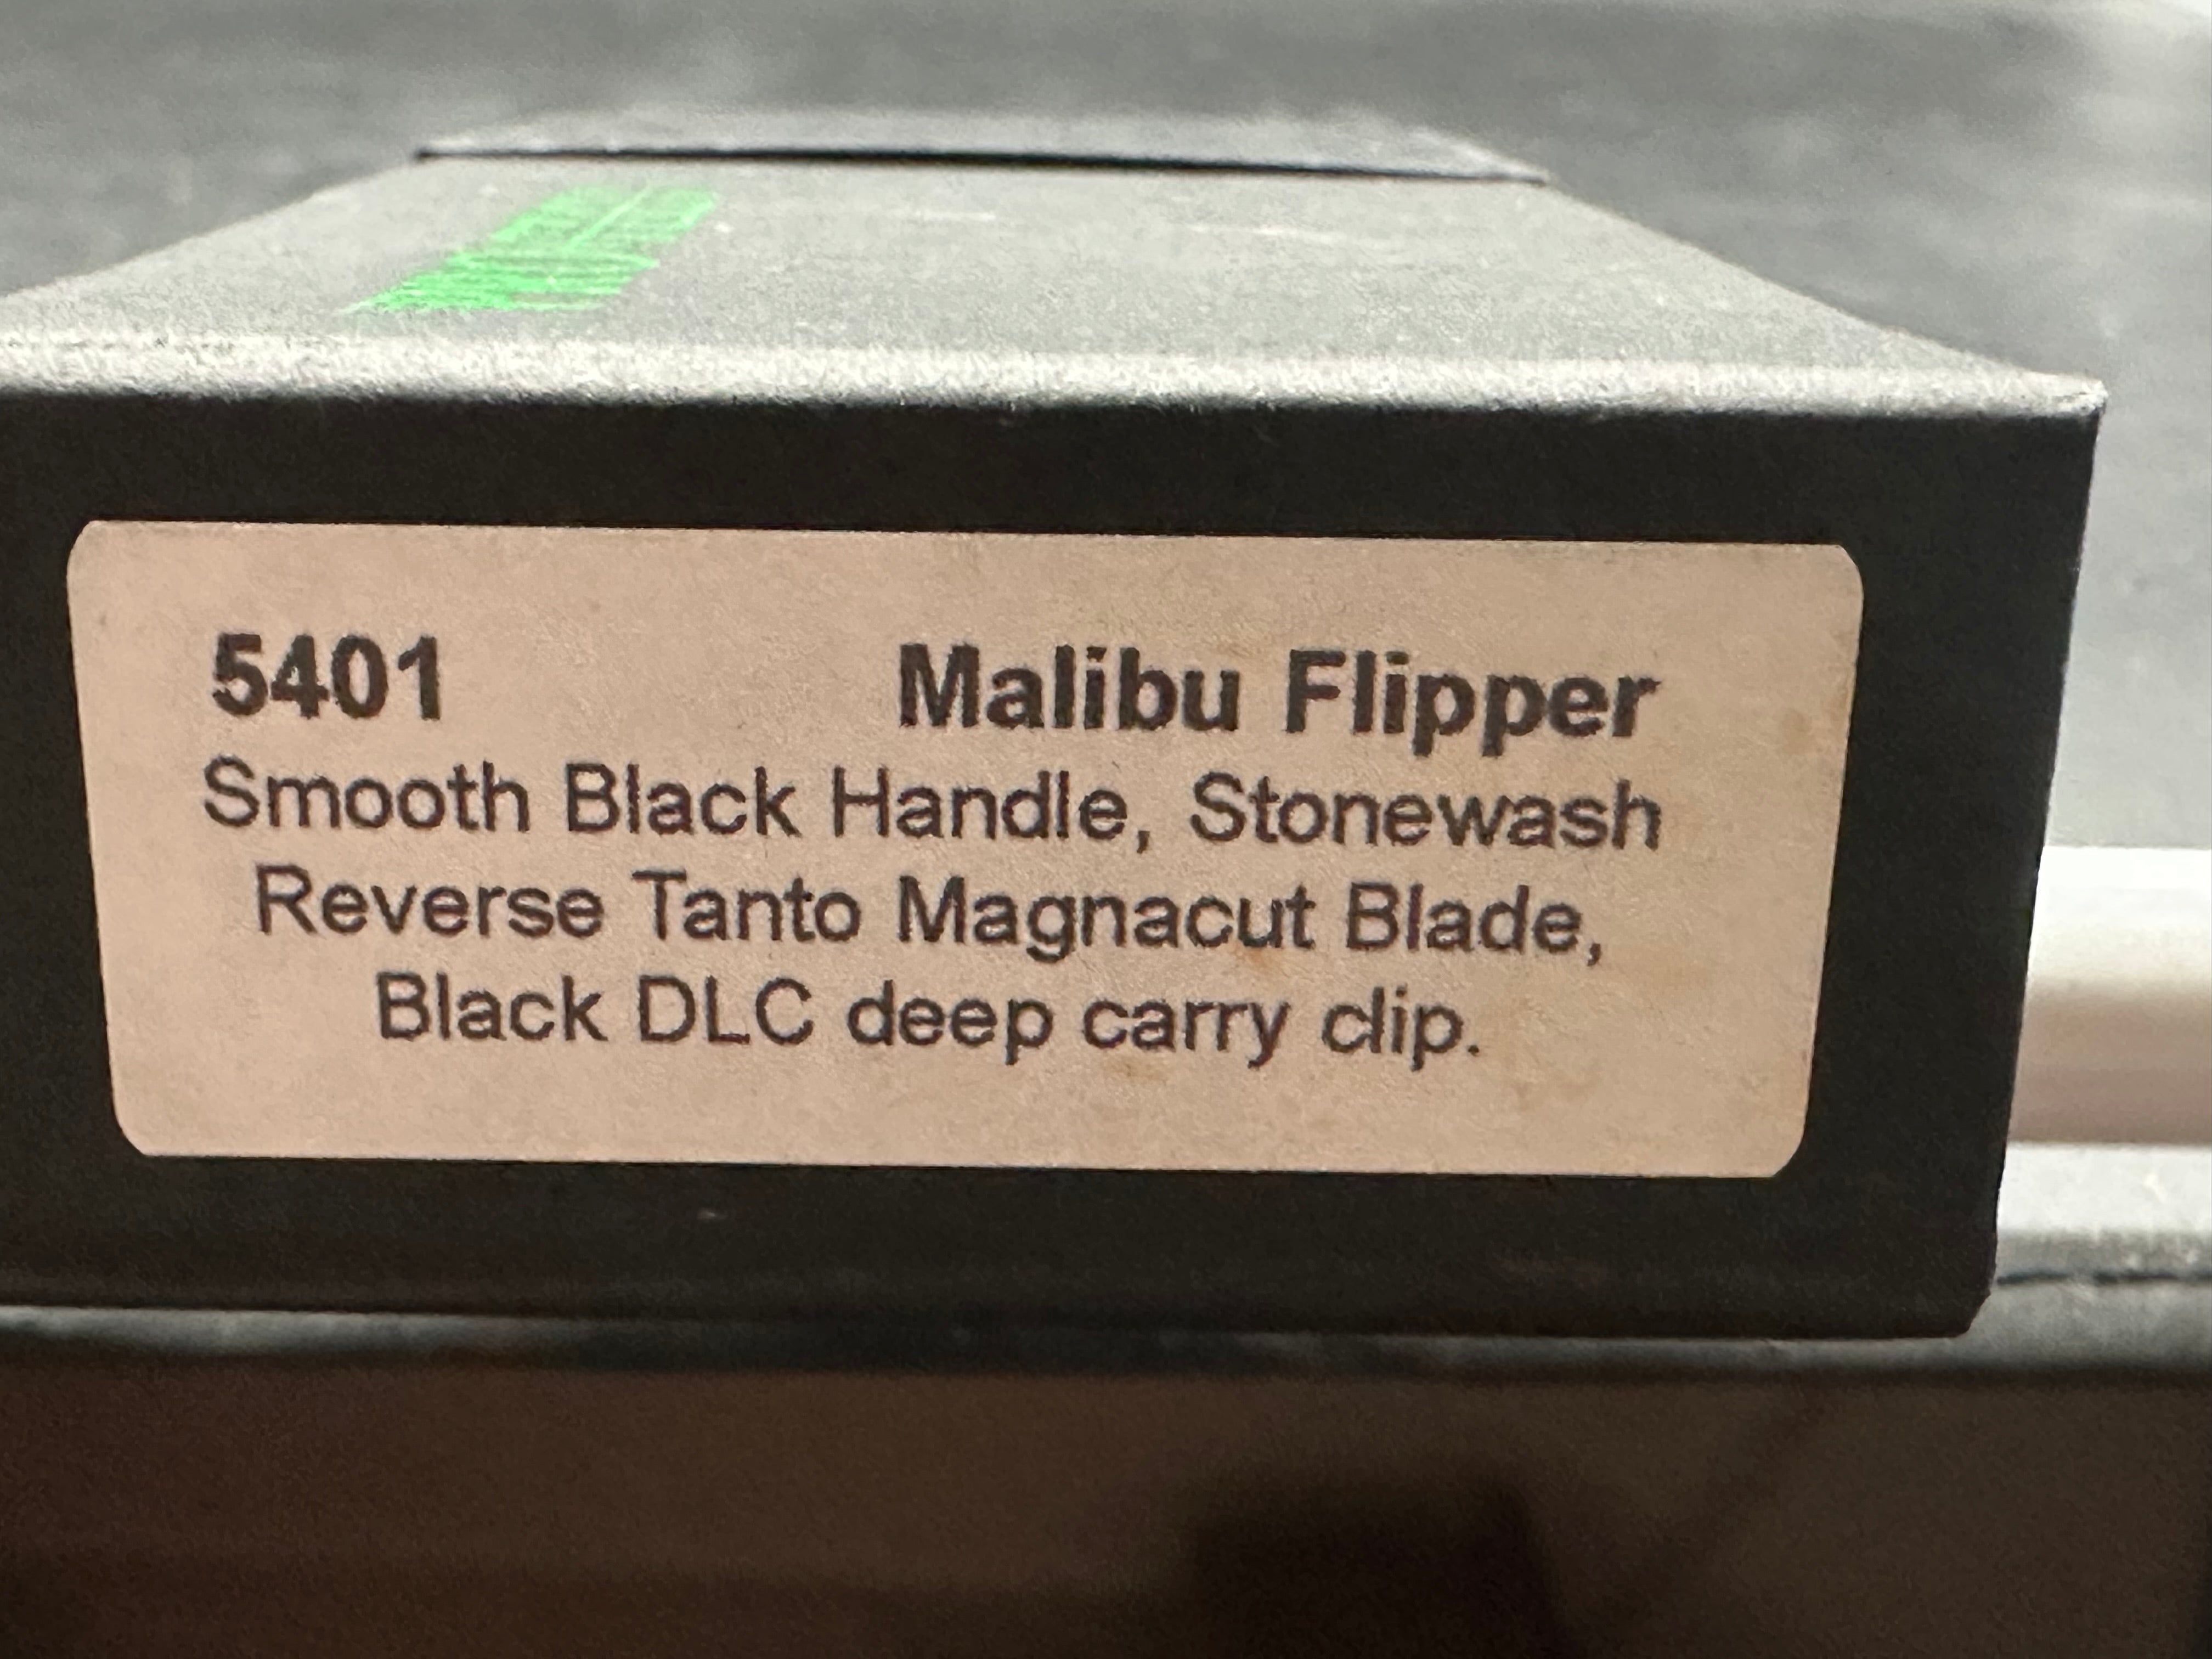 5401 Malibu Flipper
Smooth Black Handle, Stonewash
Reverse Tanto Magnacut Blade,
Black DLC deep carry clip.